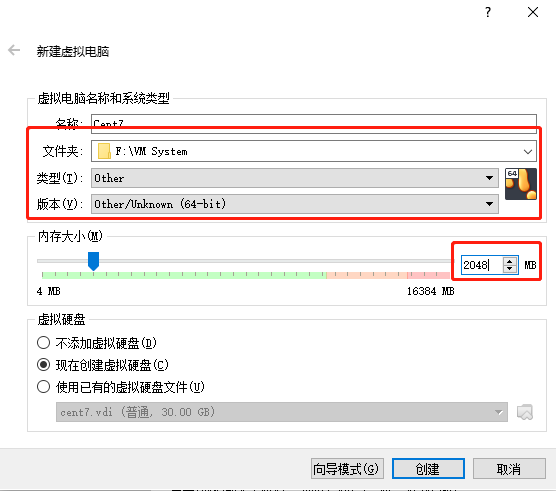 ?
新建虚拟电脑
虚拟电脑名称和系统类型
名称: Cent7
文件夹: F:\VM System
类型(T): Other
64
版本(V): Other/Unknown (64-bit)
内存大小(M)
2048 MB
4 MB 16384 MB
虚拟硬盘
不添加虚拟硬盘(D)
现在创建虚拟硬盘(C)
使用已有的虚拟硬盘文件(U)
cent7.vdi (普通, 30.00 GB)
向导模式(G) 创建 取消